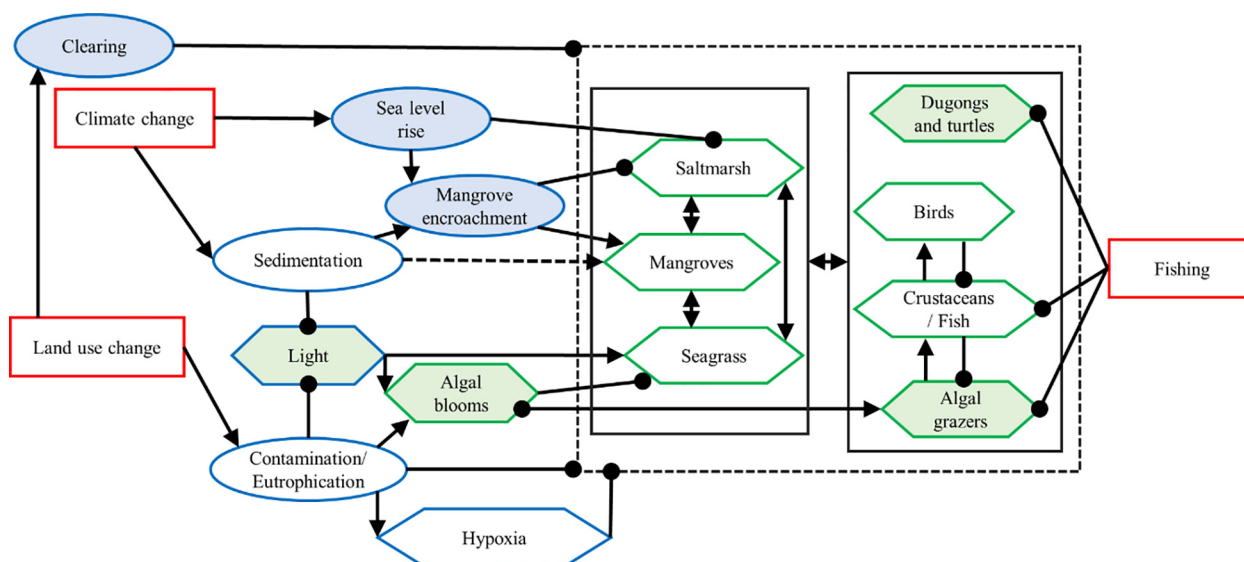 Clearing
Climate change
Sea level
rise
Dugongs
and turtles
Saltmarsh
Mangrove
encroachment
Birds
Sedimentation
Mangroves
Fishing
Crustaceans
/ Fish
Land use change
Light
Seagrass
Algal
blooms
Algal
grazers
Contamination/
Eutrophication
Hypoxia